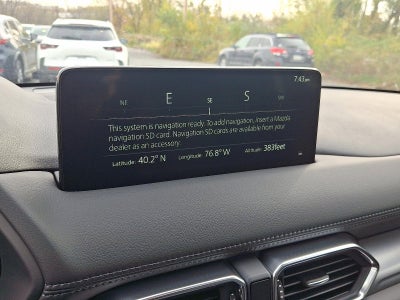 7:43
NE E SE S SW
This system is navigation ready. To add navigation, insert a Mazda
navigation SD card. Navigation SD cards are available from your
dealer as an accessory.
Latitude: 40.2° N Longitude 76.8° W Altitude: 383feet